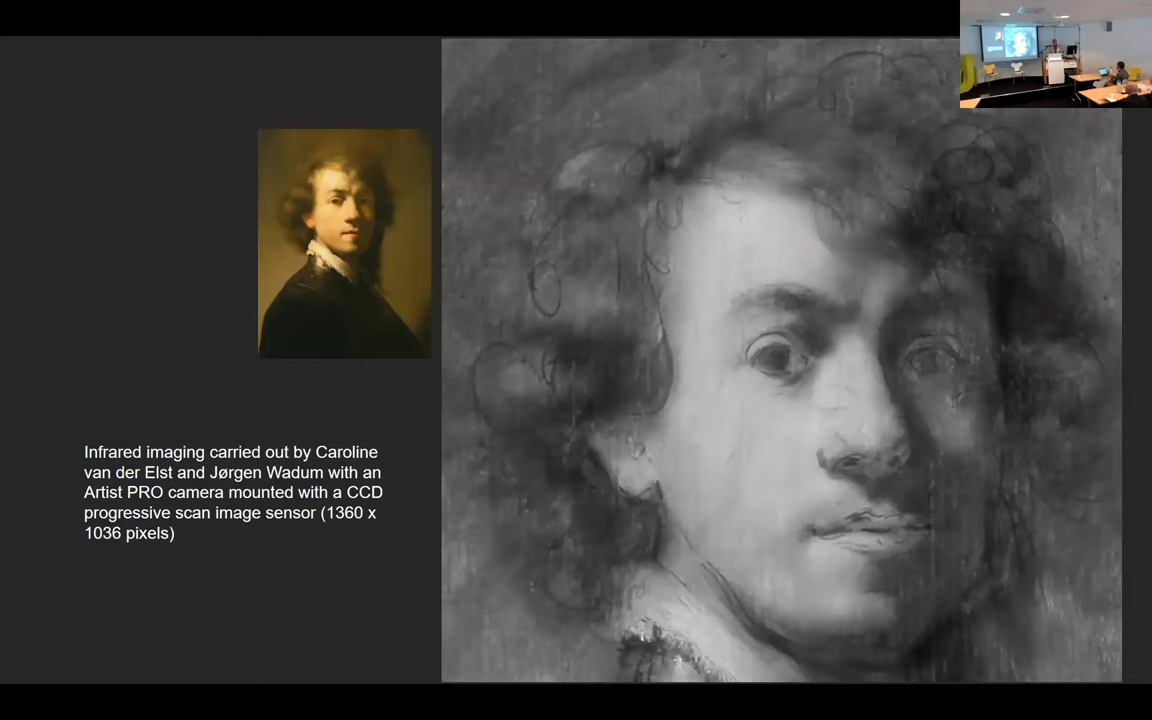 Infrared imaging carried out by Caroline
van der Elst and Jørgen Wadum with an
Artist PRO camera mounted with a CCD
progressive scan image sensor (1360 x
1036 pixels)